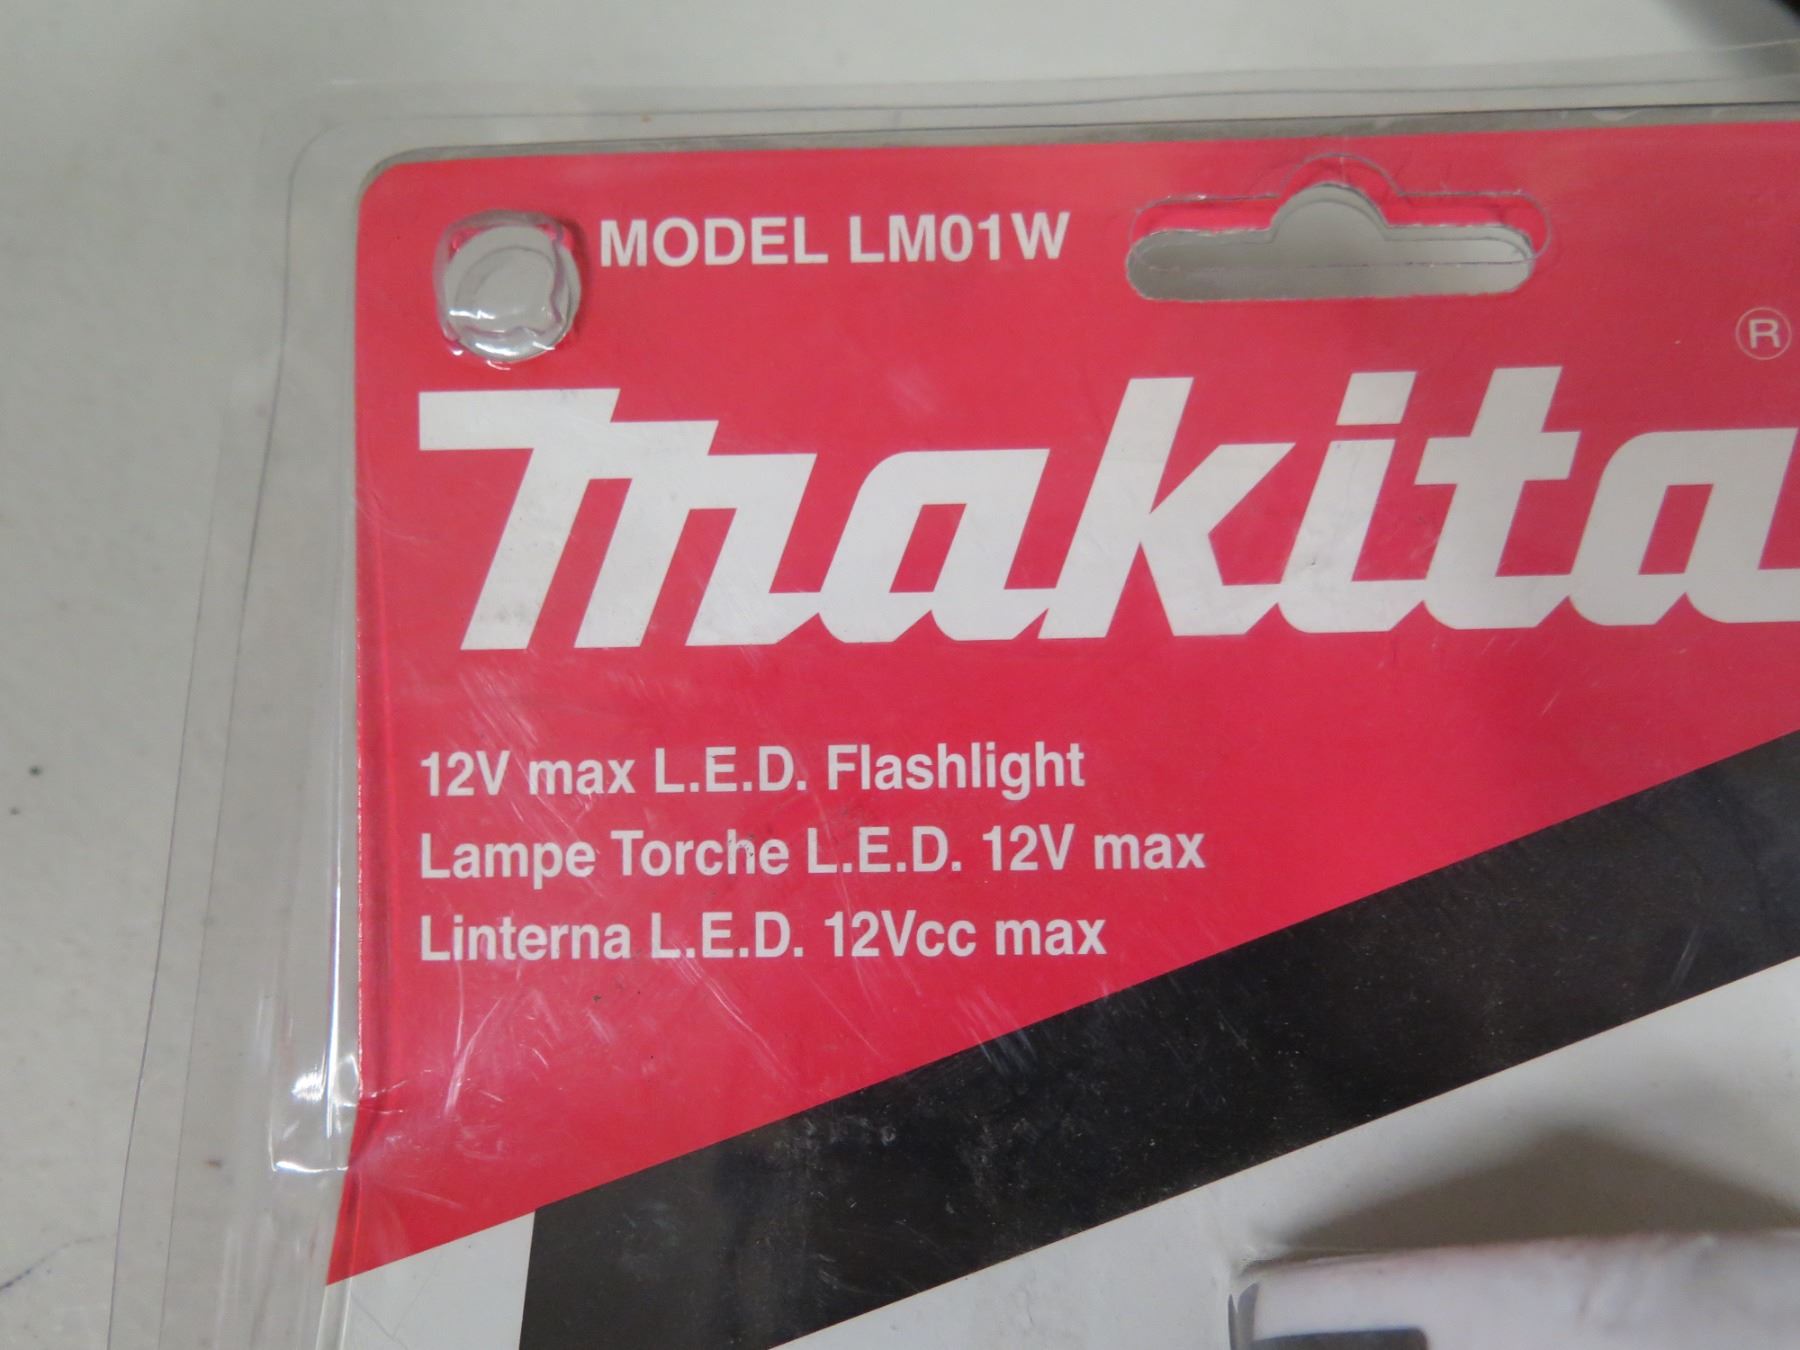 MODEL LM01W
makita®
12V max L.E.D. Flashlight
Lampe Torche L.E.D. 12V max
Linterna L.E.D. 12Vcc max